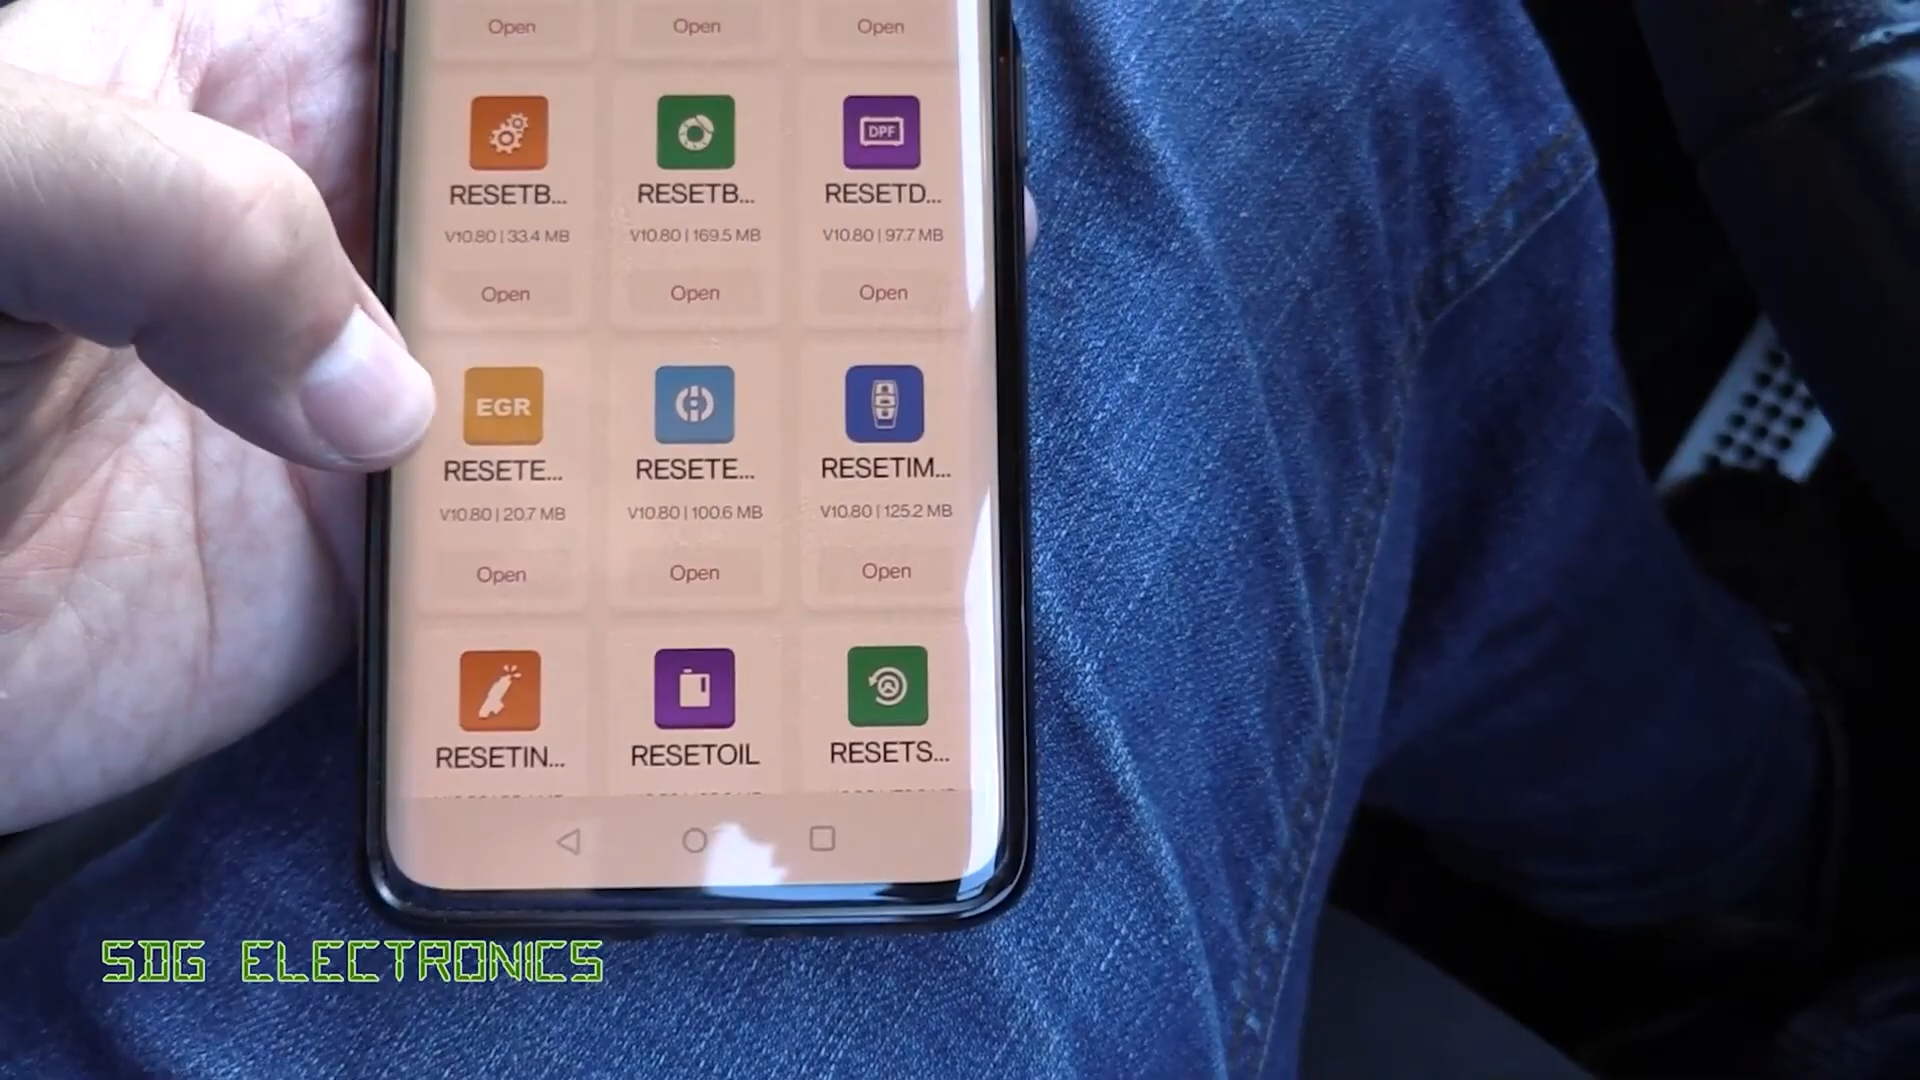 Open Open Open
DPF
RESETB... RESETB... RESETD...
V10.80 | 33.4 MB V10.80 | 169.5 MB V10.80 | 97.7 MB
Open Open Open
EGR
RESETE... RESETE... RESETIM...
V10.80 | 20.7 MB V10.80 | 100.6 MB V10.80 | 125.2 MB
Open Open Open
RESETIN... RESETOIL RESETS...
SDG ELECTRONICS